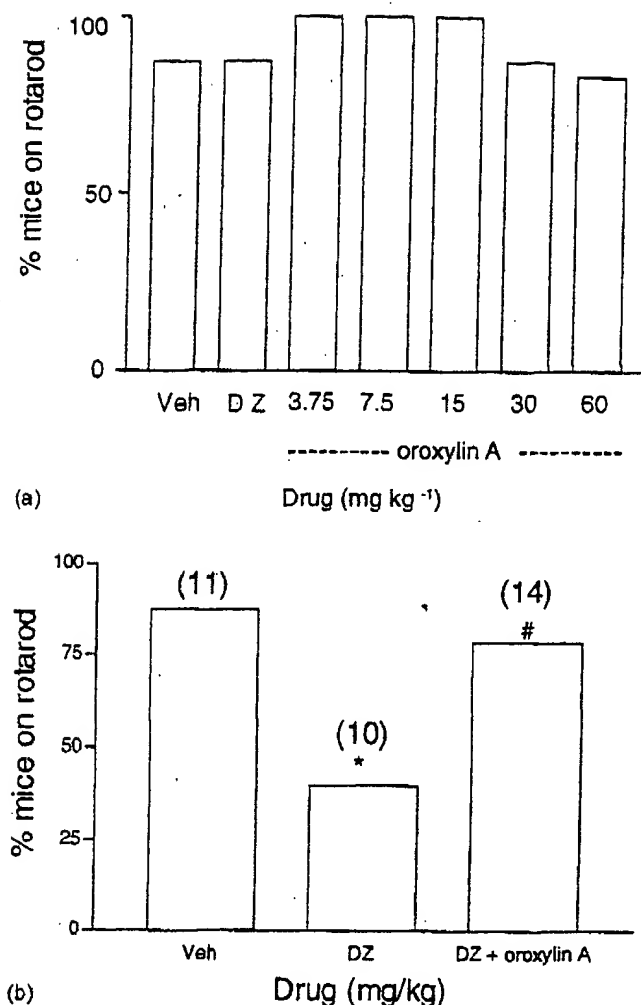 100
50
0
% mice on rotarod
Veh D Z 3.75 7.5 15 30 60
--------- oroxylin A ---------
(a) Drug (mg kg⁻¹)
100
75
50
25
0
% mice on rotarod
(11)
(10)
*
(14)
#
Veh DZ DZ + oroxylin A
(b) Drug (mg/kg)